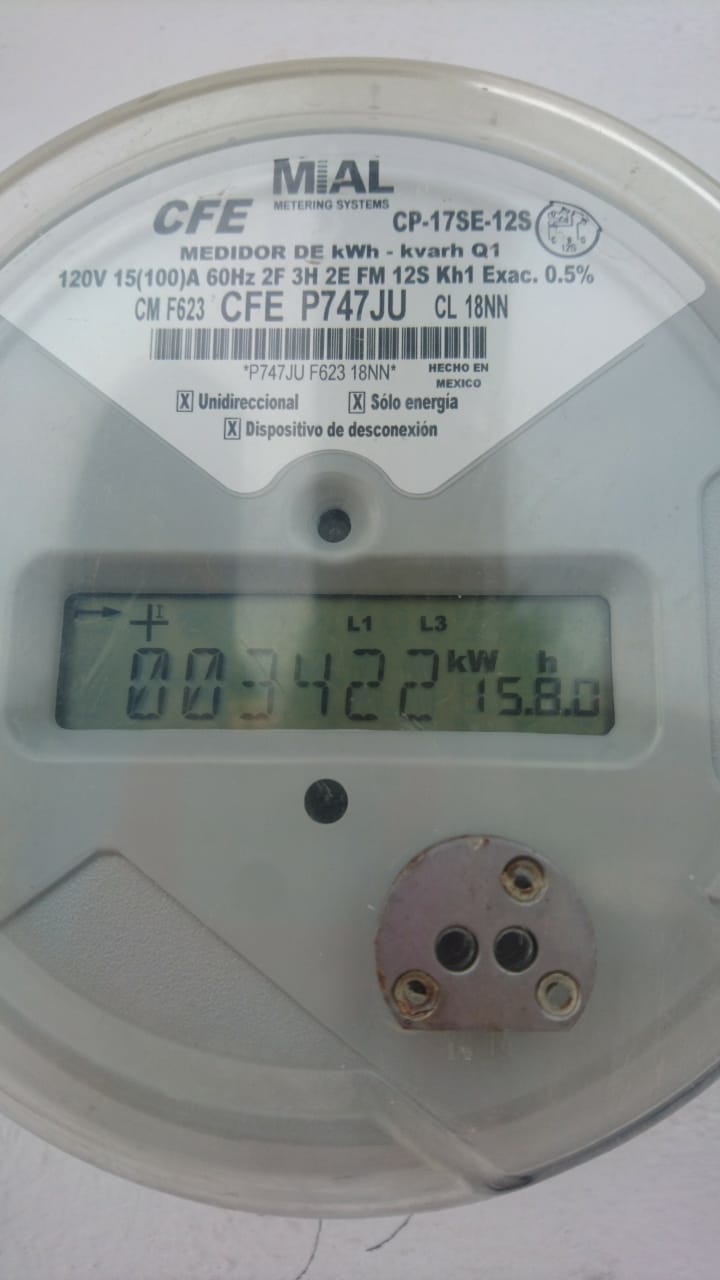 MIAL
METERING SYSTEMS
CFE
CP-17SE-12S
MEDIDOR DE kWh - kvarh Q1
120V 15(100)A 60Hz 2F 3H 2E FM 12S Kh1 Exac. 0.5%
CM F623 CFE P747JU CL 18NN
*P747JU F623 18NN*
HECHO EN
MEXICO
X Unidireccional X Sólo energía
X Dispositivo de desconexión
I L1 L3
003422 kW h 15.8.0